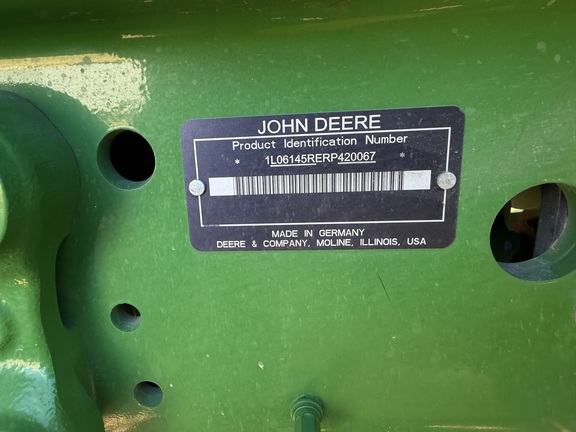 JOHN DEERE
Product Identification Number
* 1L06145RERP420067 *
MADE IN GERMANY
DEERE & COMPANY, MOLINE, ILLINOIS, USA